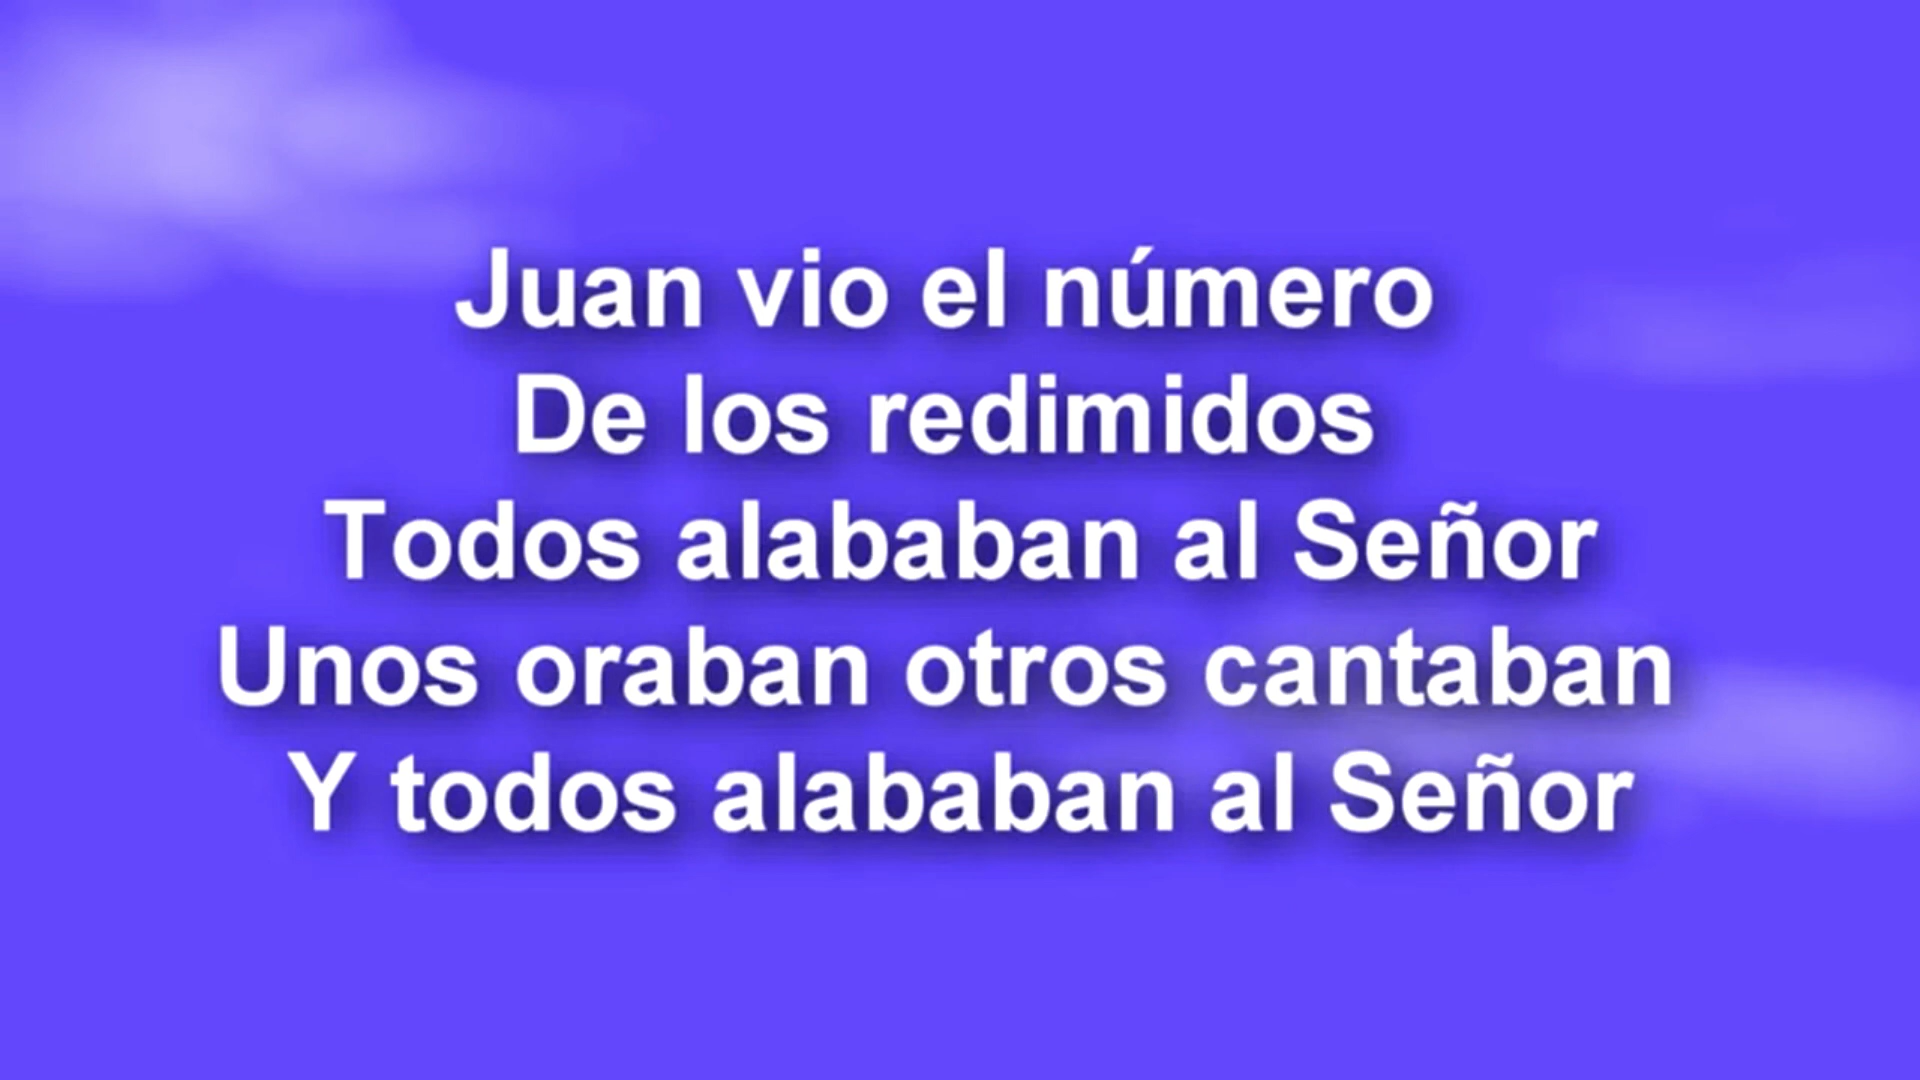 Juan vio el número
De los redimidos
Todos alababan al Señor
Unos oraban otros cantaban
Y todos alababan al Señor